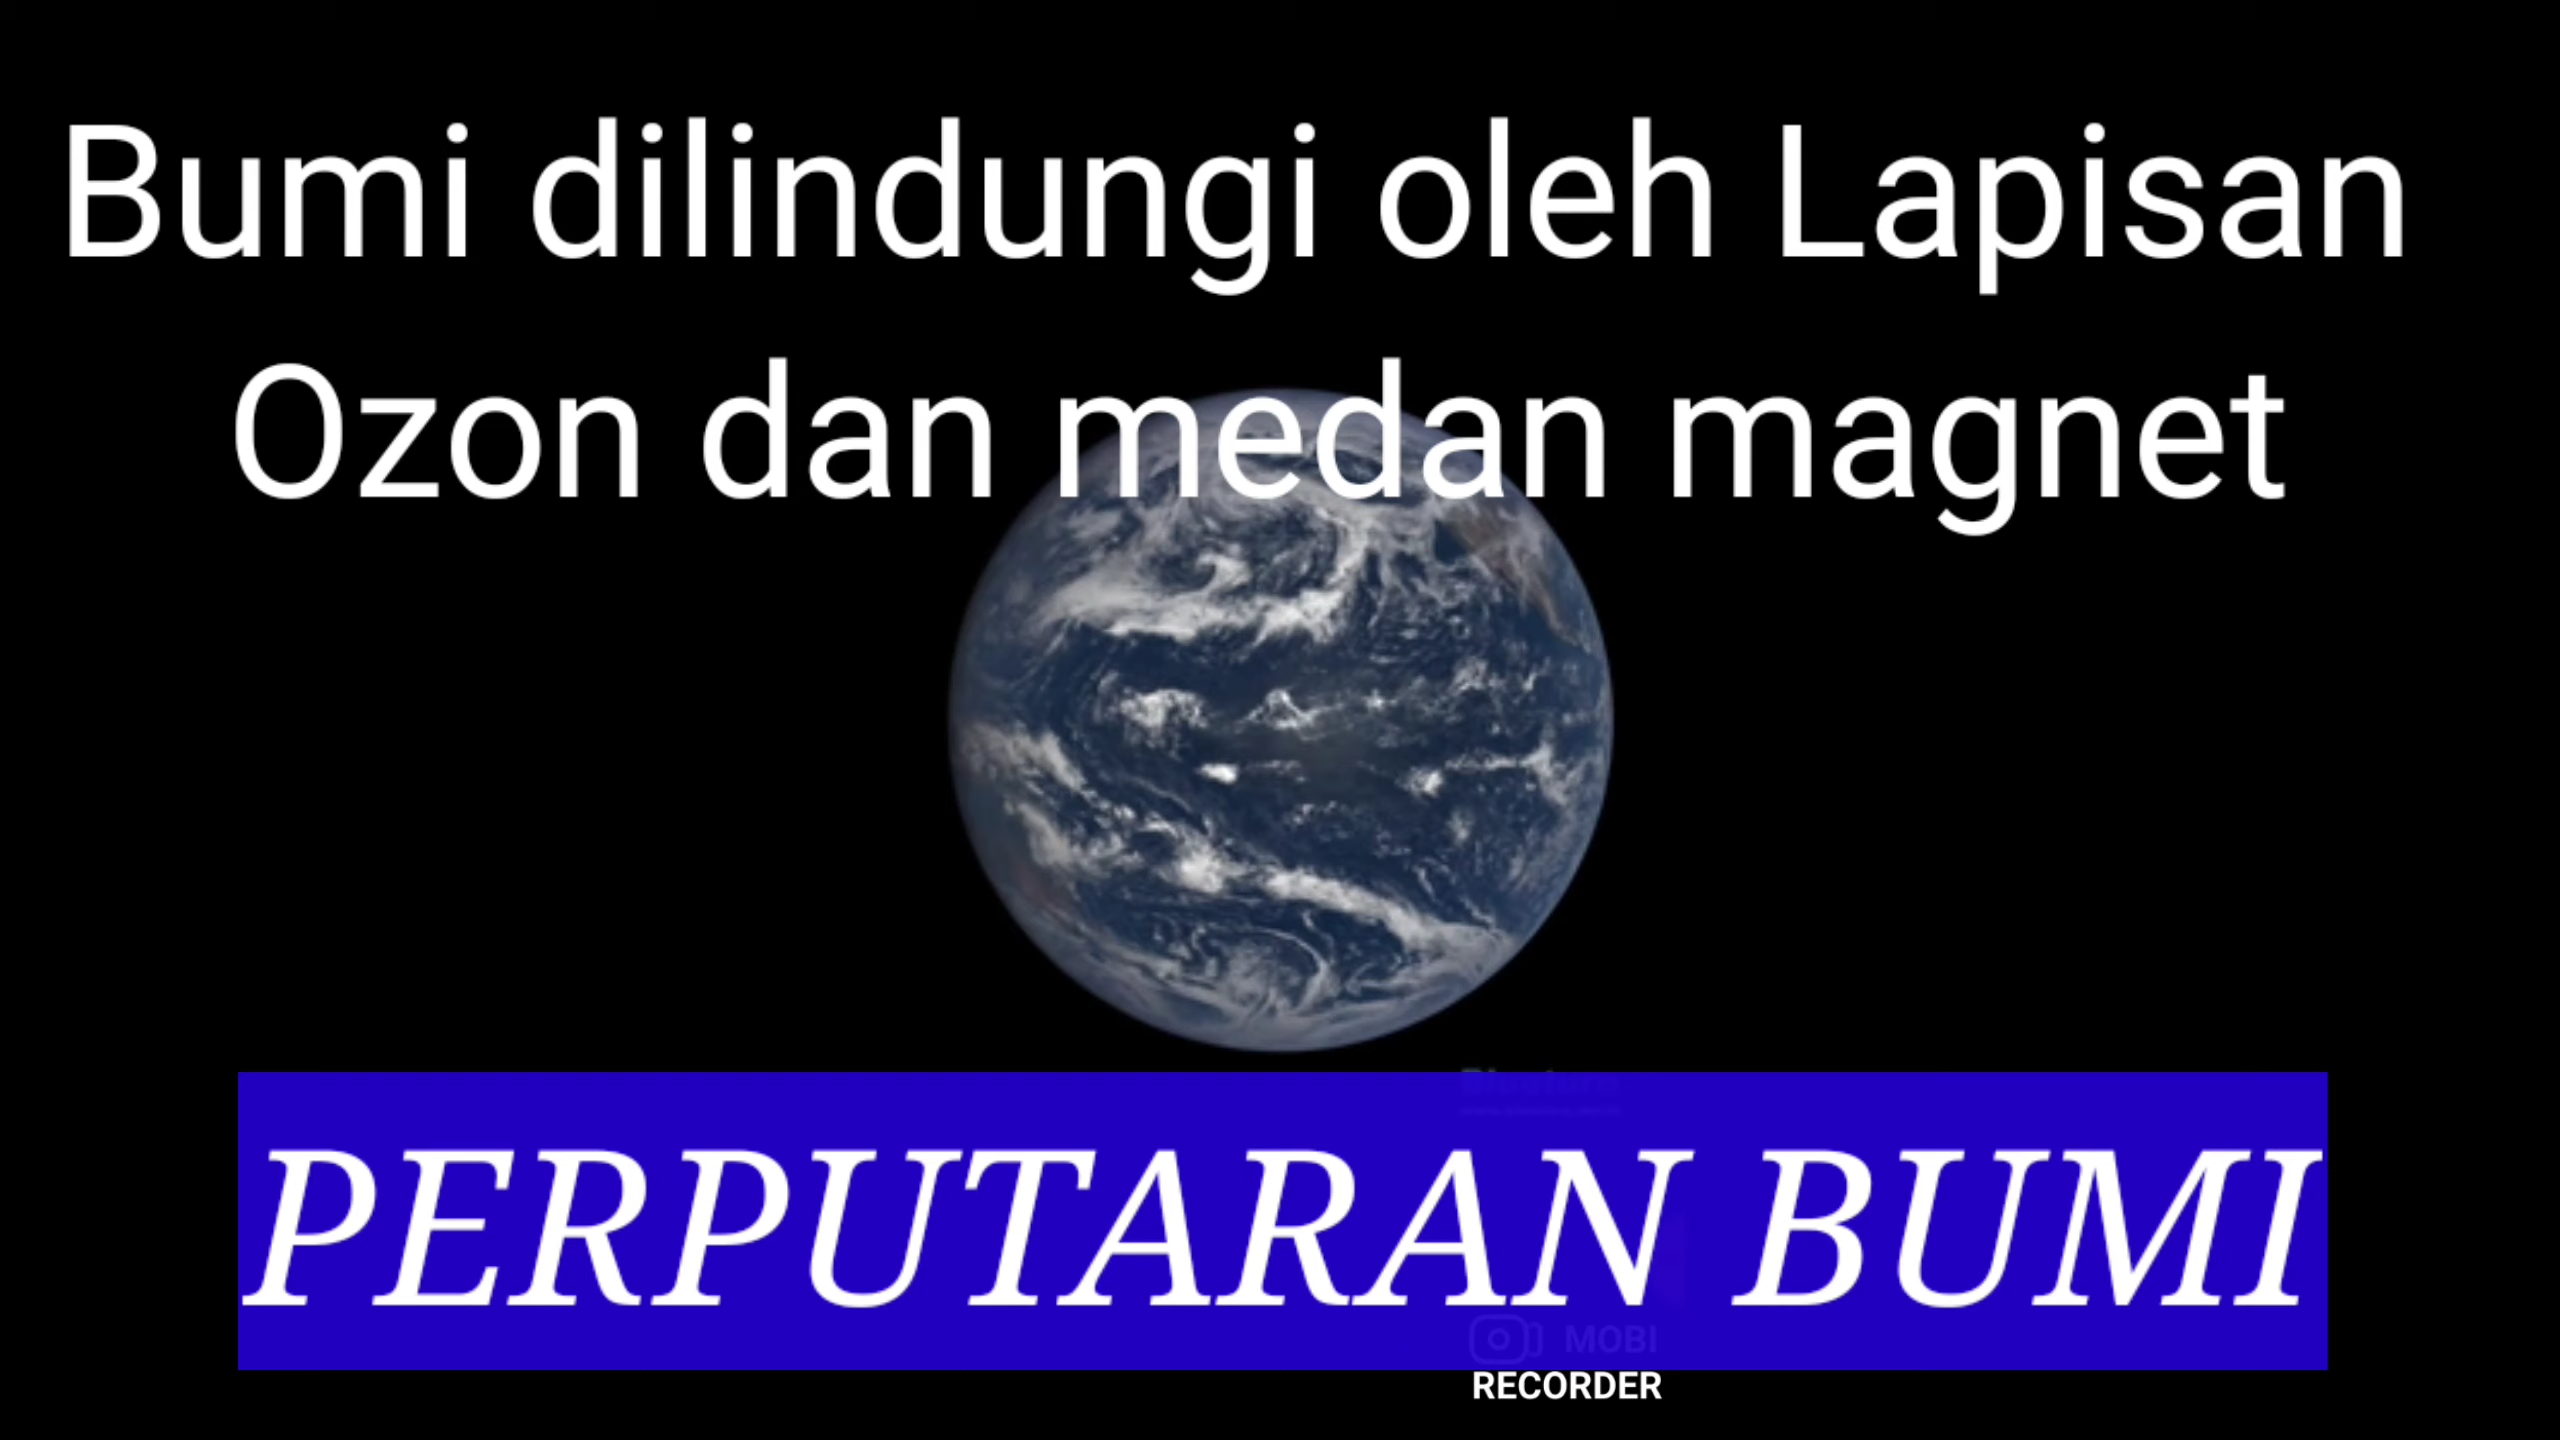 Bumi dilindungi oleh Lapisan
Ozon dan medan magnet
PERPUTARAN BUMI
MOBI
RECORDER